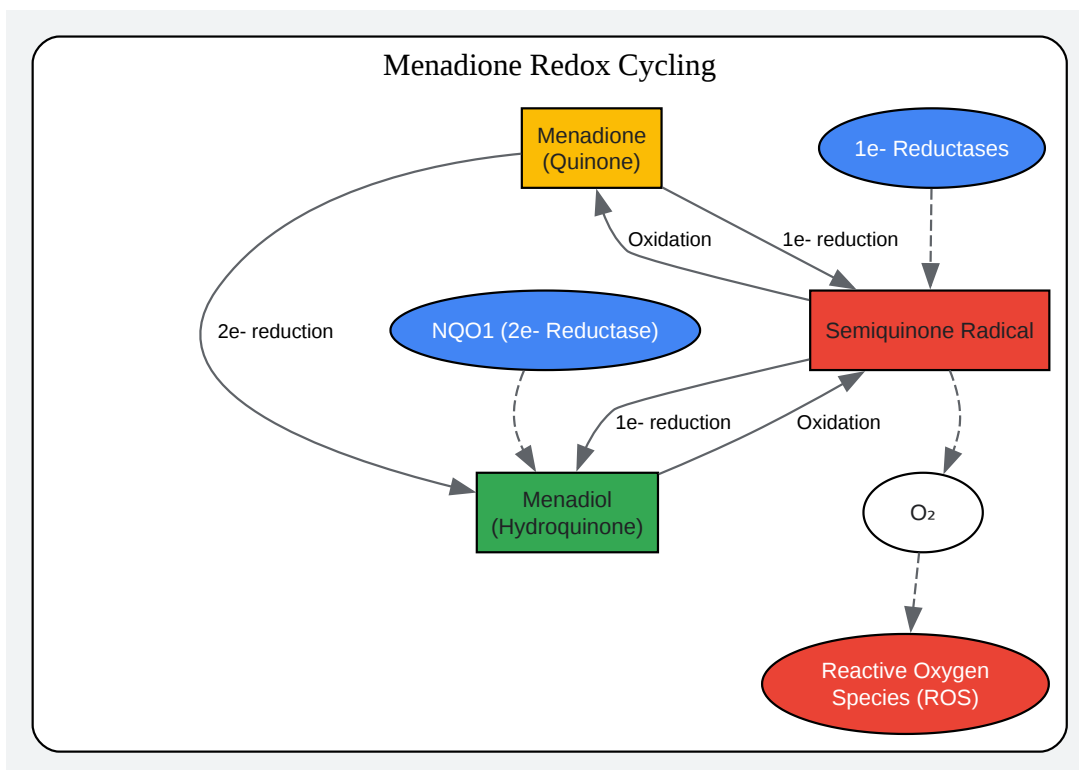 Menadione Redox Cycling
Menadione
(Quinone)
1e- Reductases
Oxidation
1e- reduction
2e- reduction
NQO1 (2e- Reductase)
Semiquinone Radical
1e- reduction
Oxidation
Menadiol
(Hydroquinone)
O₂
Reactive Oxygen
Species (ROS)